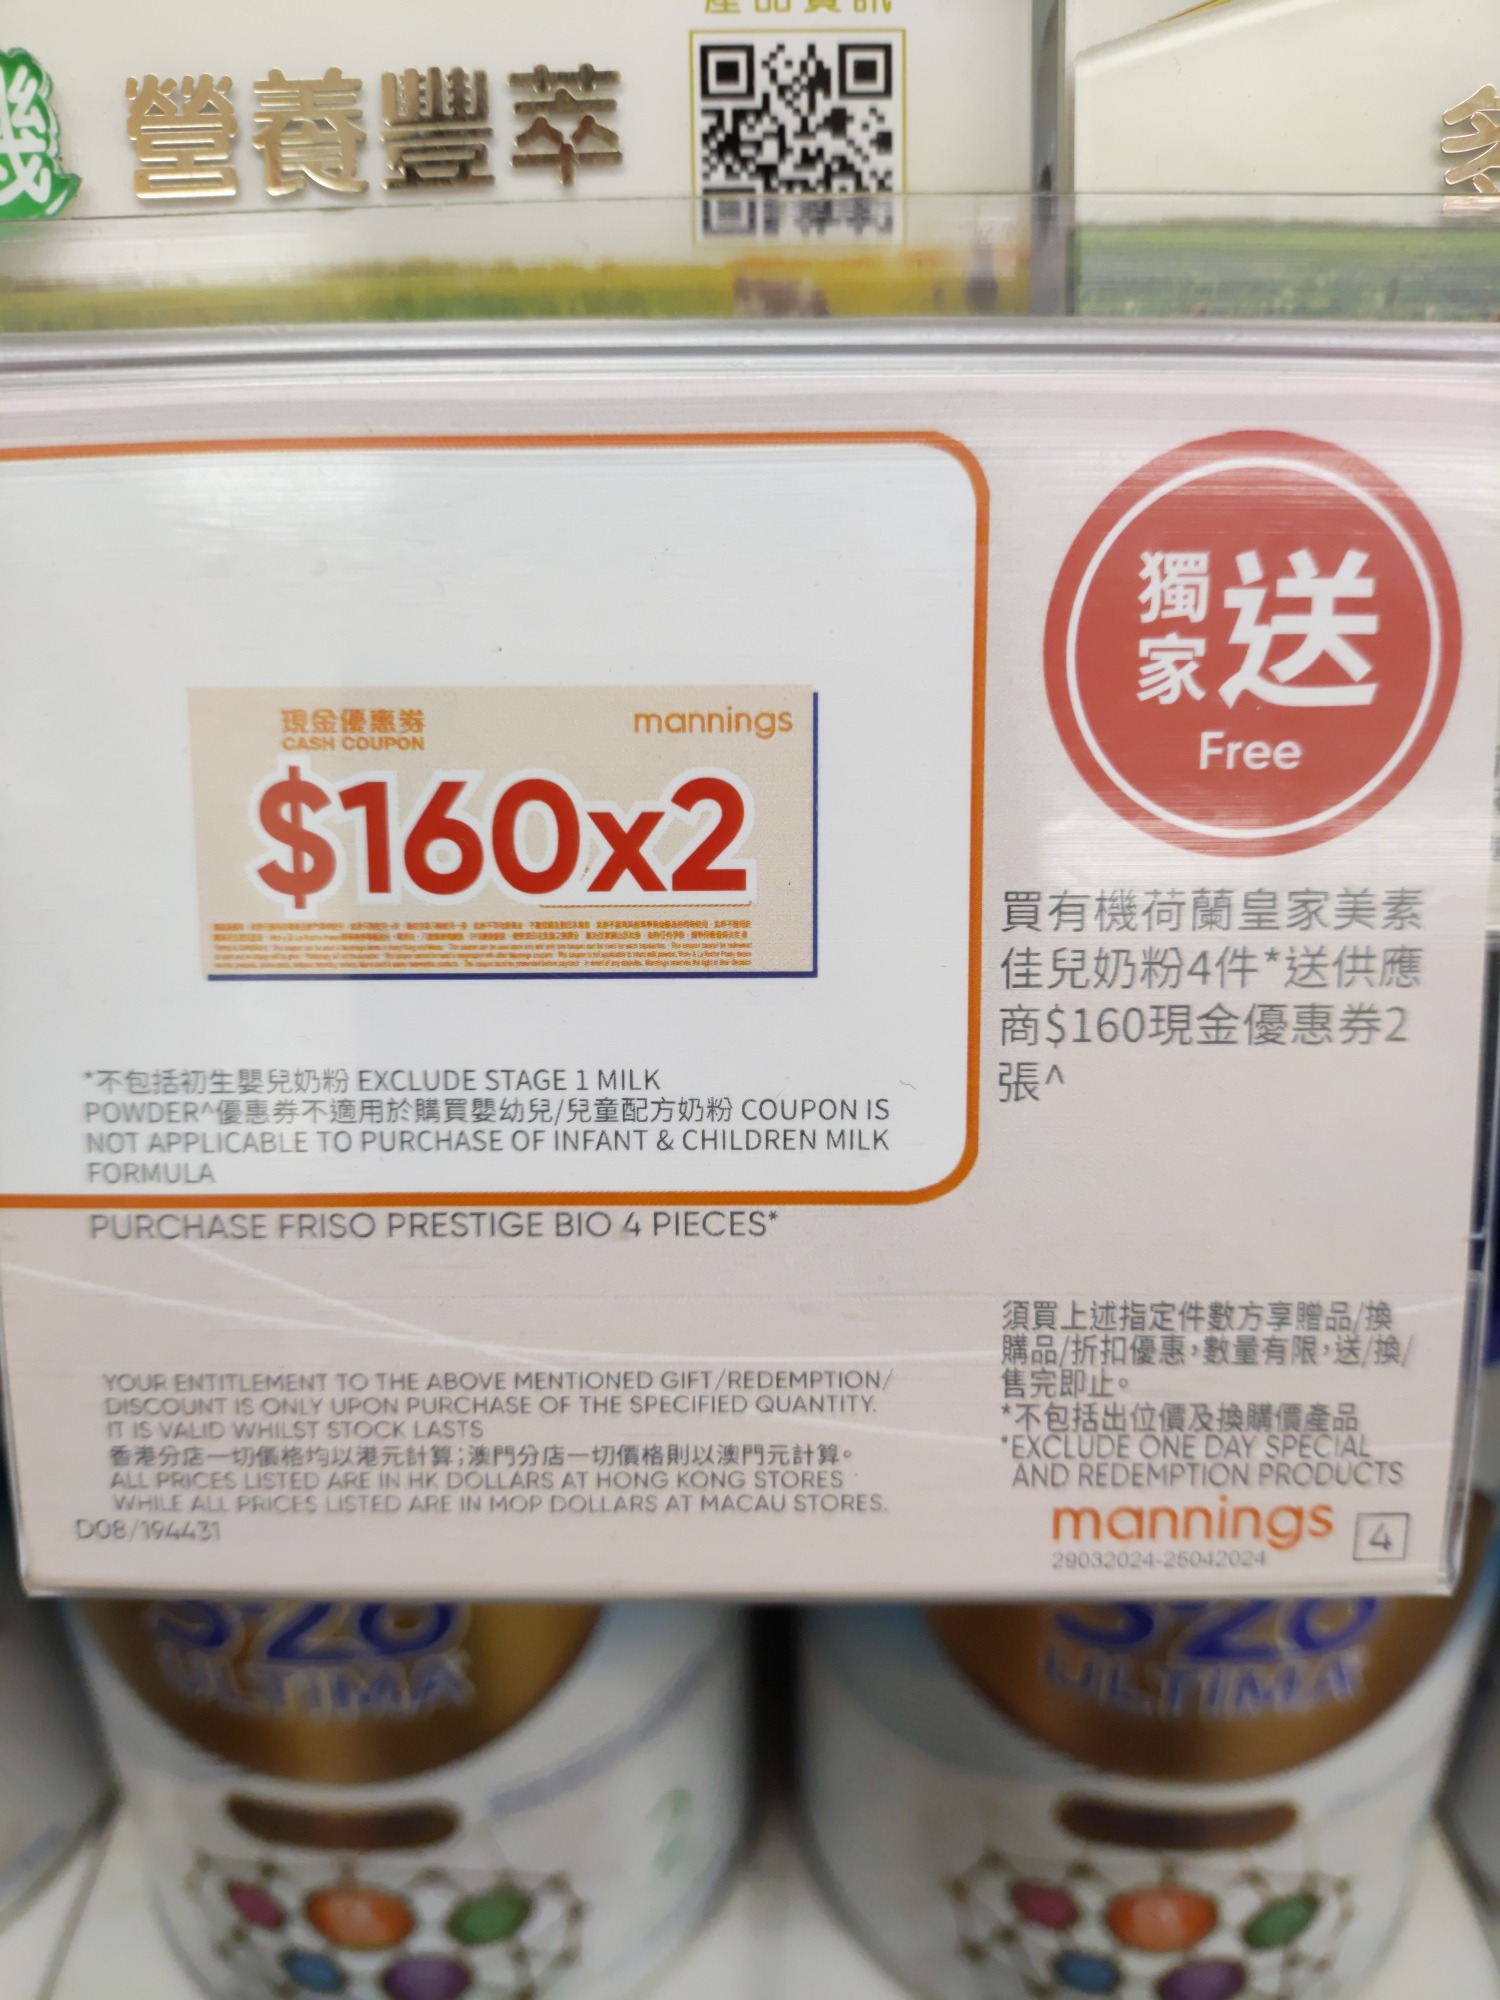 營養豐萃
獨家送
Free
現金優惠券
mannings
CASH COUPON
$160x2
買有機荷蘭皇家美素
佳兒奶粉4件*送供應
商$160現金優惠券2
張^
*不包括初生嬰兒奶粉 EXCLUDE STAGE 1 MILK
POWDER^優惠券不適用於購買嬰幼兒/兒童配方奶粉 COUPON IS
NOT APPLICABLE TO PURCHASE OF INFANT & CHILDREN MILK
FORMULA
PURCHASE FRISO PRESTIGE BIO 4 PIECES*
須買上述指定件數方享贈品/換
購品/折扣優惠,數量有限,送/換/
售完即止。
*不包括出位價及換購價產品
*EXCLUDE ONE DAY SPECIAL
AND REDEMPTION PRODUCTS
YOUR ENTITLEMENT TO THE ABOVE MENTIONED GIFT/REDEMPTION/
DISCOUNT IS ONLY UPON PURCHASE OF THE SPECIFIED QUANTITY.
IT IS VALID WHILST STOCK LASTS
香港分店一切價格均以港元計算;澳門分店一切價格則以澳門元計算。
ALL PRICES LISTED ARE IN HK DOLLARS AT HONG KONG STORES
WHILE ALL PRICES LISTED ARE IN MOP DOLLARS AT MACAU STORES.
D08/194431
mannings 4
29032024-25042024
ULTIMA
ULTIMA